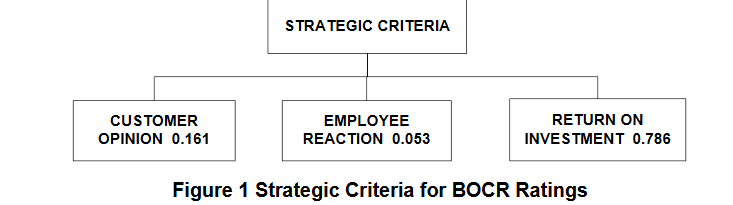 STRATEGIC CRITERIA
CUSTOMER
OPINION 0.161
EMPLOYEE
REACTION 0.053
RETURN ON
INVESTMENT 0.786
Figure 1 Strategic Criteria for BOCR Ratings